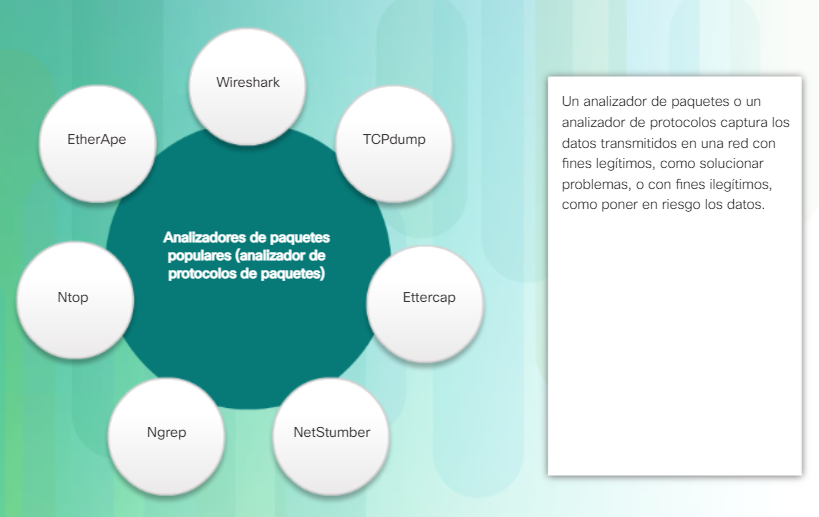 Wireshark
EtherApe
TCPdump
Analizadores de paquetes
populares (analizador de
protocolos de paquetes)
Ntop
Ettercap
Ngrep
NetStumber
Un analizador de paquetes o un
analizador de protocolos captura los
datos transmitidos en una red con
fines legítimos, como solucionar
problemas, o con fines ilegítimos,
como poner en riesgo los datos.